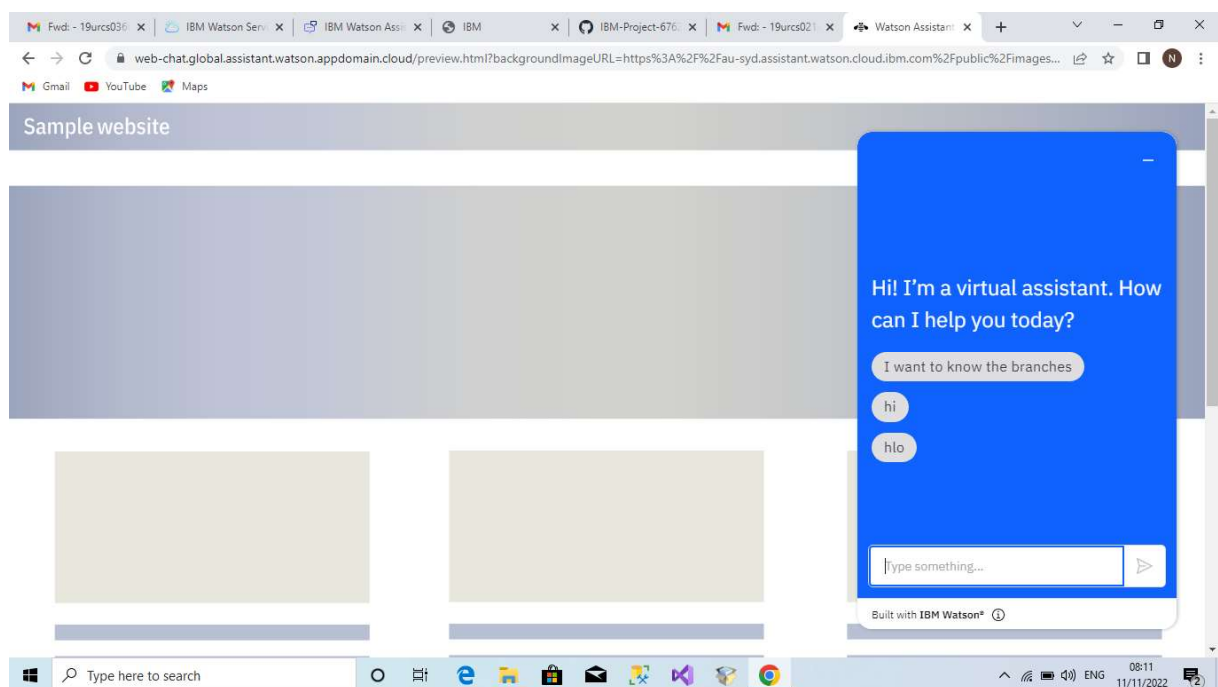 Fwd: - 19urcs036
IBM Watson Serv
IBM Watson Assi
IBM
IBM-Project-676
Fwd: - 19urcs021
Watson Assistant
web-chat.global.assistant.watson.appdomain.cloud/preview.html?backgroundImageURL=https%3A%2F%2Fau-syd.assistant.watson.cloud.ibm.com%2Fpublic%2Fimages...
N
Gmail YouTube Maps
Sample website
Hi! I'm a virtual assistant. How
can I help you today?
I want to know the branches
hi
hlo
Type something...
Built with IBM Watson®
Type here to search
ENG
08:11
11/11/2022
2